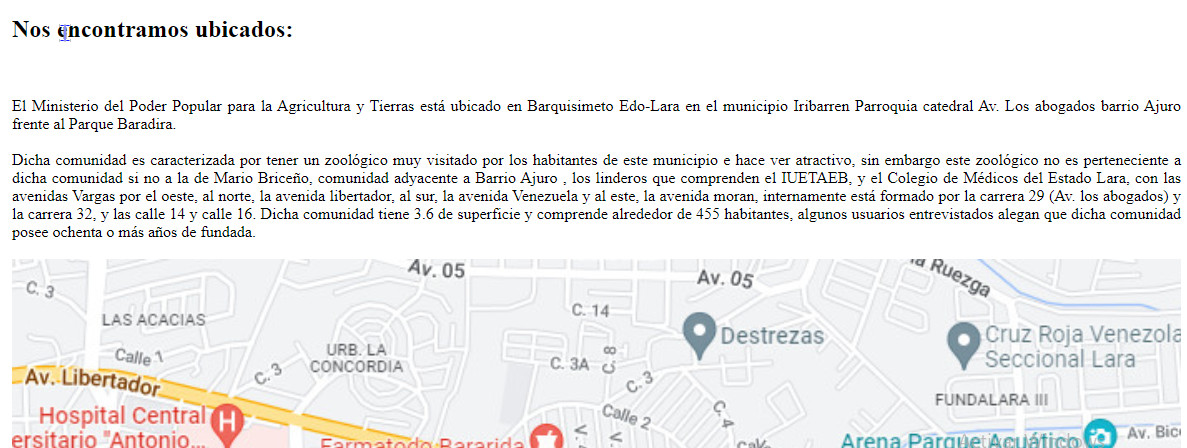 Nos encontramos ubicados:
El Ministerio del Poder Popular para la Agricultura y Tierras está ubicado en Barquisimeto Edo-Lara en el municipio Iribarren Parroquia catedral Av. Los abogados barrio Ajuro
frente al Parque Baradira.
Dicha comunidad es caracterizada por tener un zoológico muy visitado por los habitantes de este municipio e hace ver atractivo, sin embargo este zoológico no es perteneciente a
dicha comunidad si no a la de Mario Briceño, comunidad adyacente a Barrio Ajuro , los linderos que comprenden el IUETAEB, y el Colegio de Médicos del Estado Lara, con las
avenidas Vargas por el oeste, al norte, la avenida libertador, al sur, la avenida Venezuela y al este, la avenida moran, internamente está formado por la carrera 29 (Av. los abogados) y
la carrera 32, y las calle 14 y calle 16. Dicha comunidad tiene 3.6 de superficie y comprende alrededor de 455 habitantes, algunos usuarios entrevistados alegan que dicha comunidad
posee ochenta o más años de fundada.
Av. 05
Av. 05
la Ruezga
C. 3
LAS ACACIAS
C. 14
Destrezas
Cruz Roja Venezola
Seccional Lara
Calle 1
URB. LA
CONCORDIA
C. 3
C. 3A
C. 8
C. 3
Av. Libertador
FUNDALARA III
Hospital Central
ersitario "Antonio...
Calle 2
C. 4
Farmatodo Bararida
Arena Parque Acuático
Av. Bic